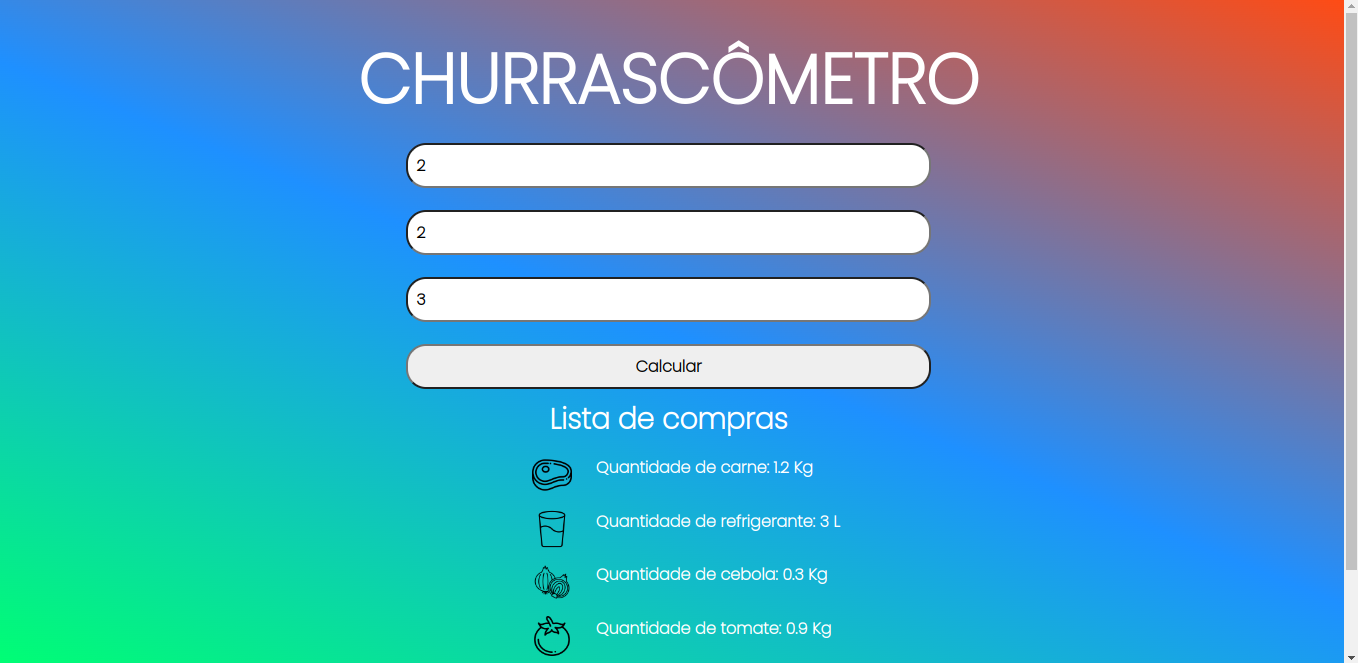 CHURRASCÔMETRO
2
2
3
Calcular
Lista de compras
Quantidade de carne: 1.2 Kg
Quantidade de refrigerante: 3 L
Quantidade de cebola: 0.3 Kg
Quantidade de tomate: 0.9 Kg